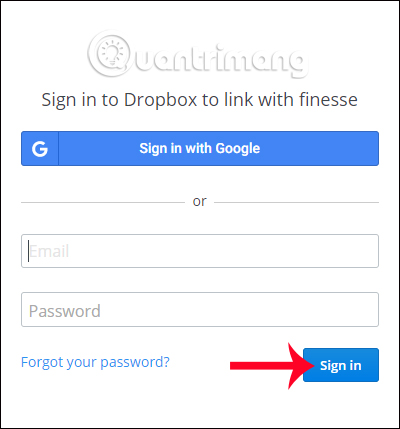 Quantrimang
Sign in to Dropbox to link with finesse
G
Sign in with Google
or
Email
Password
Forgot your password?
Sign in